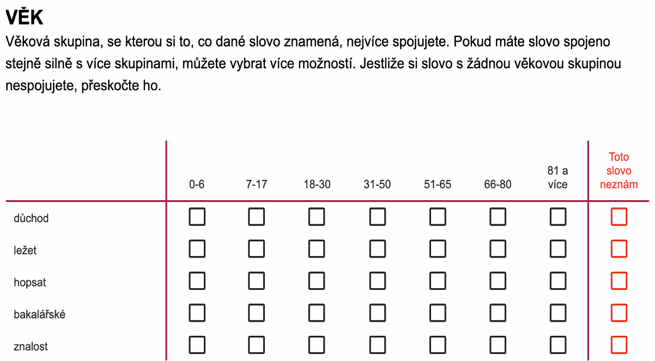 VĚK
Věková skupina, se kterou si to, co dané slovo znamená, nejvíce spojujete. Pokud máte slovo spojeno
stejně silně s více skupinami, můžete vybrat více možností. Jestliže si slovo s žádnou věkovou skupinou
nespojujete, přeskočte ho.
0-6 7-17 18-30 31-50 51-65 66-80 81 a více Toto slovo neznám
důchod
ležet
hopsat
bakalářské
znalost